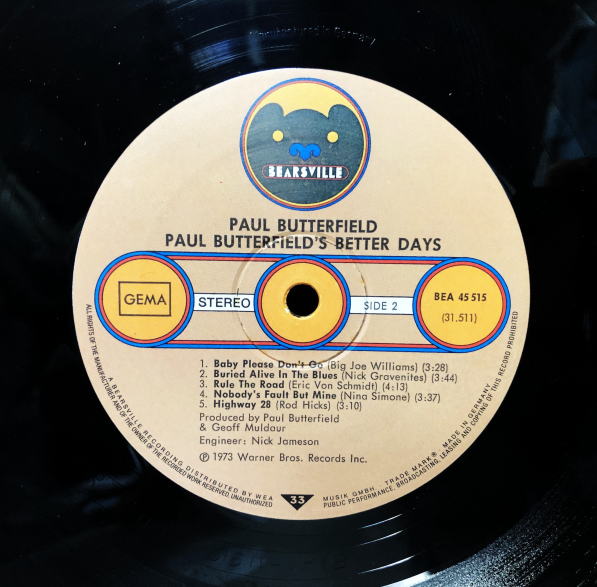 BEARSVILLE
PAUL BUTTERFIELD
PAUL BUTTERFIELD'S BETTER DAYS
GEMA
STEREO
SIDE 2
BEA 45 515
(31.511)
1. Baby Please Don't Go (Big Joe Williams) (3:28)
2. Buried Alive In The Blues (Nick Gravenites) (3:44)
3. Rule The Road (Eric Von Schmidt) (4:13)
4. Nobody's Fault But Mine (Nina Simone) (3:37)
5. Highway 28 (Rod Hicks) (3:10)
Produced by Paul Butterfield
& Geoff Muldaur
Engineer: Nick Jameson
℗ 1973 Warner Bros. Records Inc.
A BEARSVILLE RECORDING DISTRIBUTED BY WEA MUSIK GMBH . TRADE MARK® MADE IN GERMANY
ALL RIGHTS OF THE MANUFACTURER AND OF THE OWNER OF THE RECORDED WORK RESERVED. UNAUTHORIZED PUBLIC PERFORMANCE, BROADCASTING, LEASING AND COPYING OF THIS RECORD PROHIBITED
33